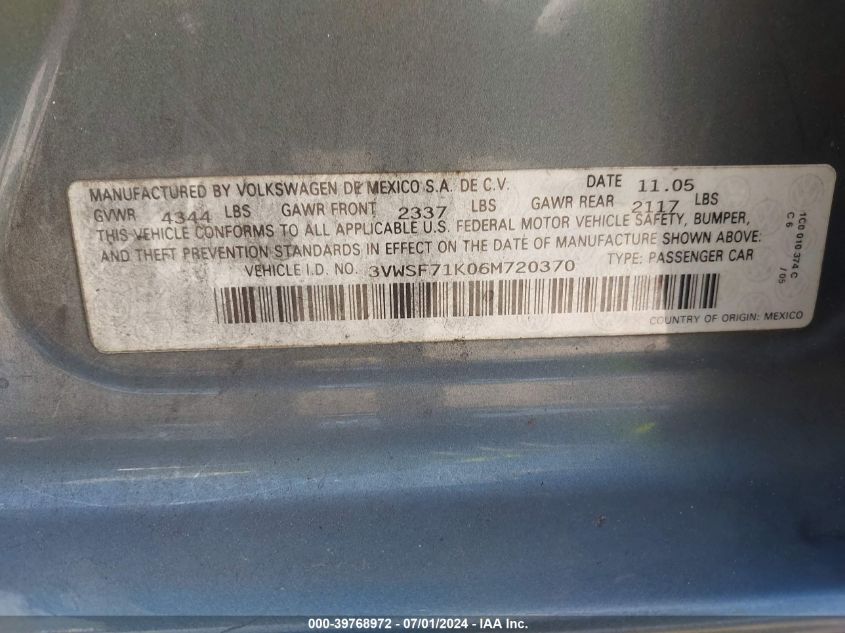 MANUFACTURED BY VOLKSWAGEN DE MEXICO S.A. DE C.V. DATE 11.05
GVWR 4344 LBS GAWR FRONT 2337 LBS GAWR REAR 2117 LBS
THIS VEHICLE CONFORMS TO ALL APPLICABLE U.S. FEDERAL MOTOR VEHICLE SAFETY, BUMPER,
AND THEFT PREVENTION STANDARDS IN EFFECT ON THE DATE OF MANUFACTURE SHOWN ABOVE:
VEHICLE I.D. NO. 3VWSF71K06M720370 TYPE: PASSENGER CAR
COUNTRY OF ORIGIN: MEXICO
1C0 010 374 C
C6 /05
000-39768972 - 07/01/2024 - IAAI Inc.